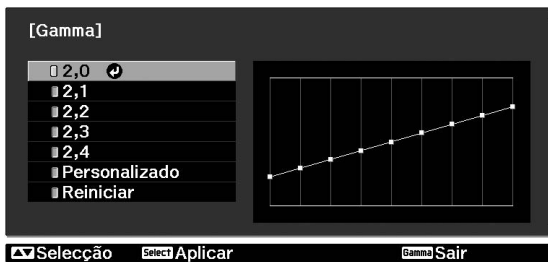 [Gamma]
2,0
2,1
2,2
2,3
2,4
Personalizado
Reiniciar
Selecção Select Aplicar Gamma Sair